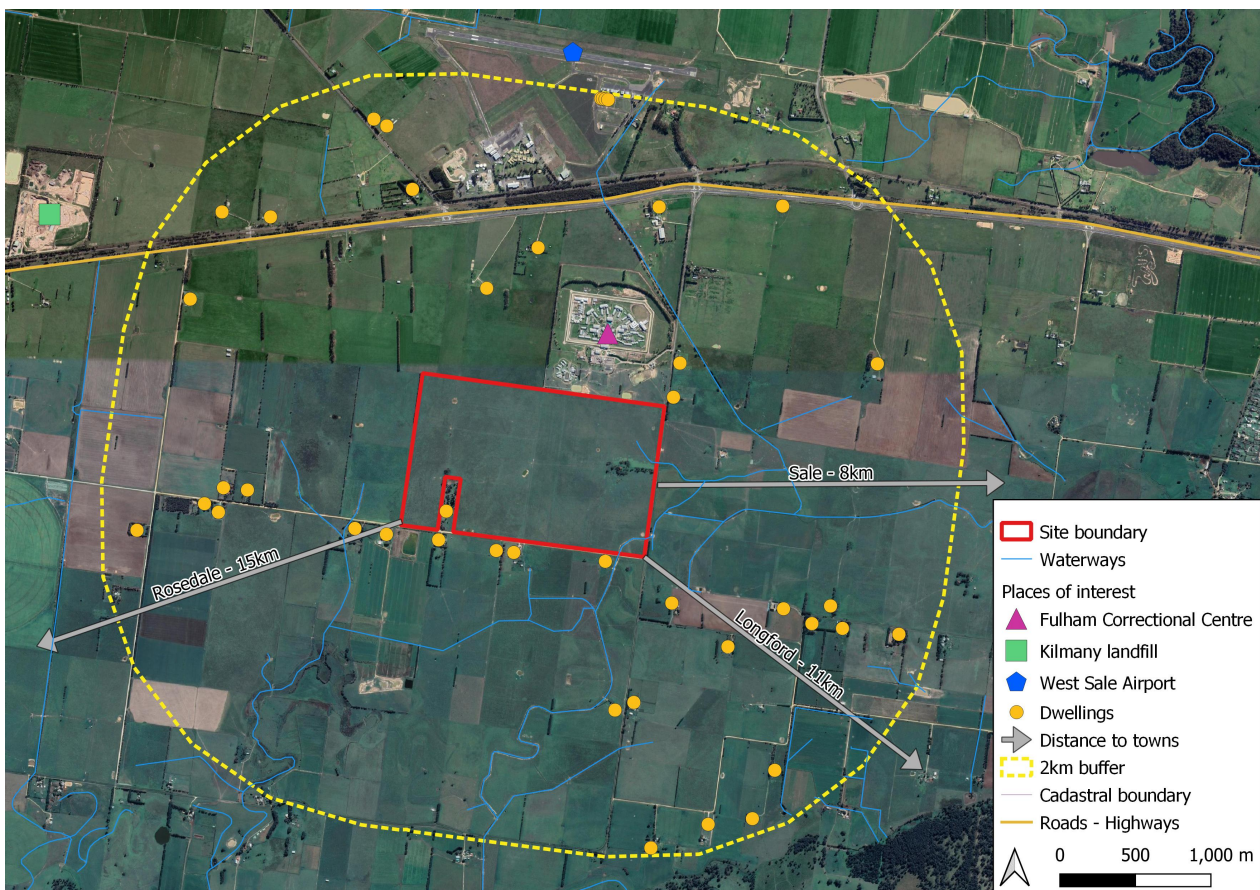 Sale - 8km
Rosedale - 15km
Longford - 11km
Site boundary
Waterways
Places of interest
Fulham Correctional Centre
Kilmany landfill
West Sale Airport
Dwellings
Distance to towns
2km buffer
Cadastral boundary
Roads - Highways
0 500 1,000 m